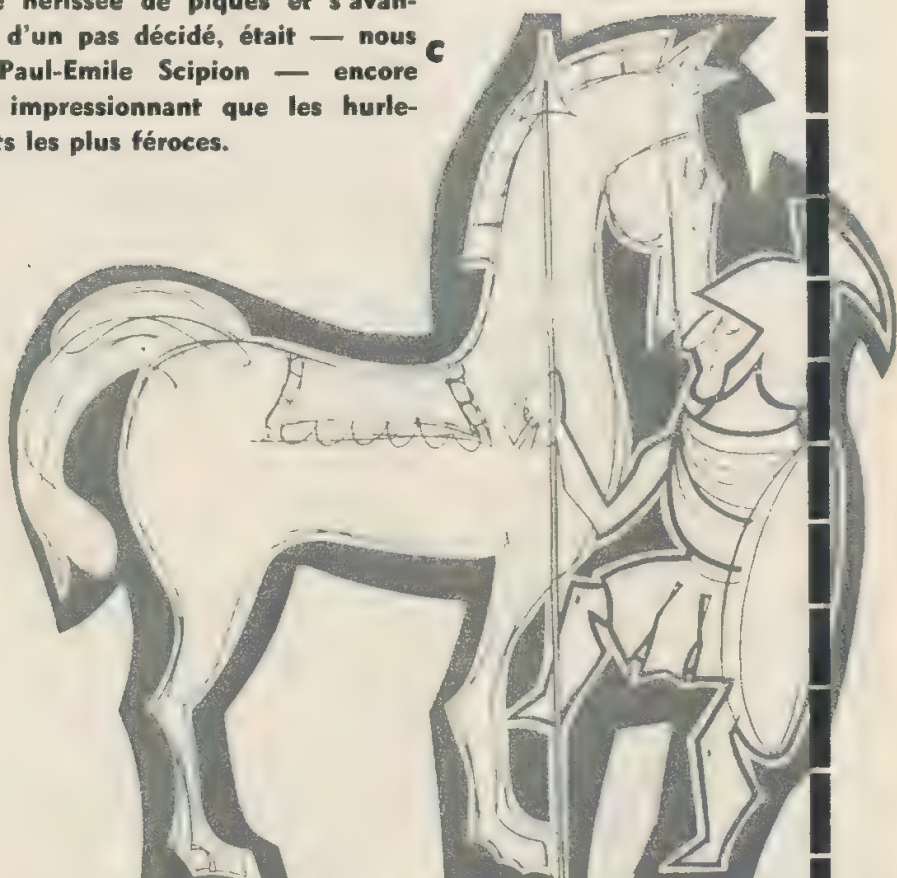 hérissée de piques et s'avan-
d'un pas décidé, était — nous
Paul-Emile Scipion — encore
impressionnant que les hurle-
ts les plus féroces.
c